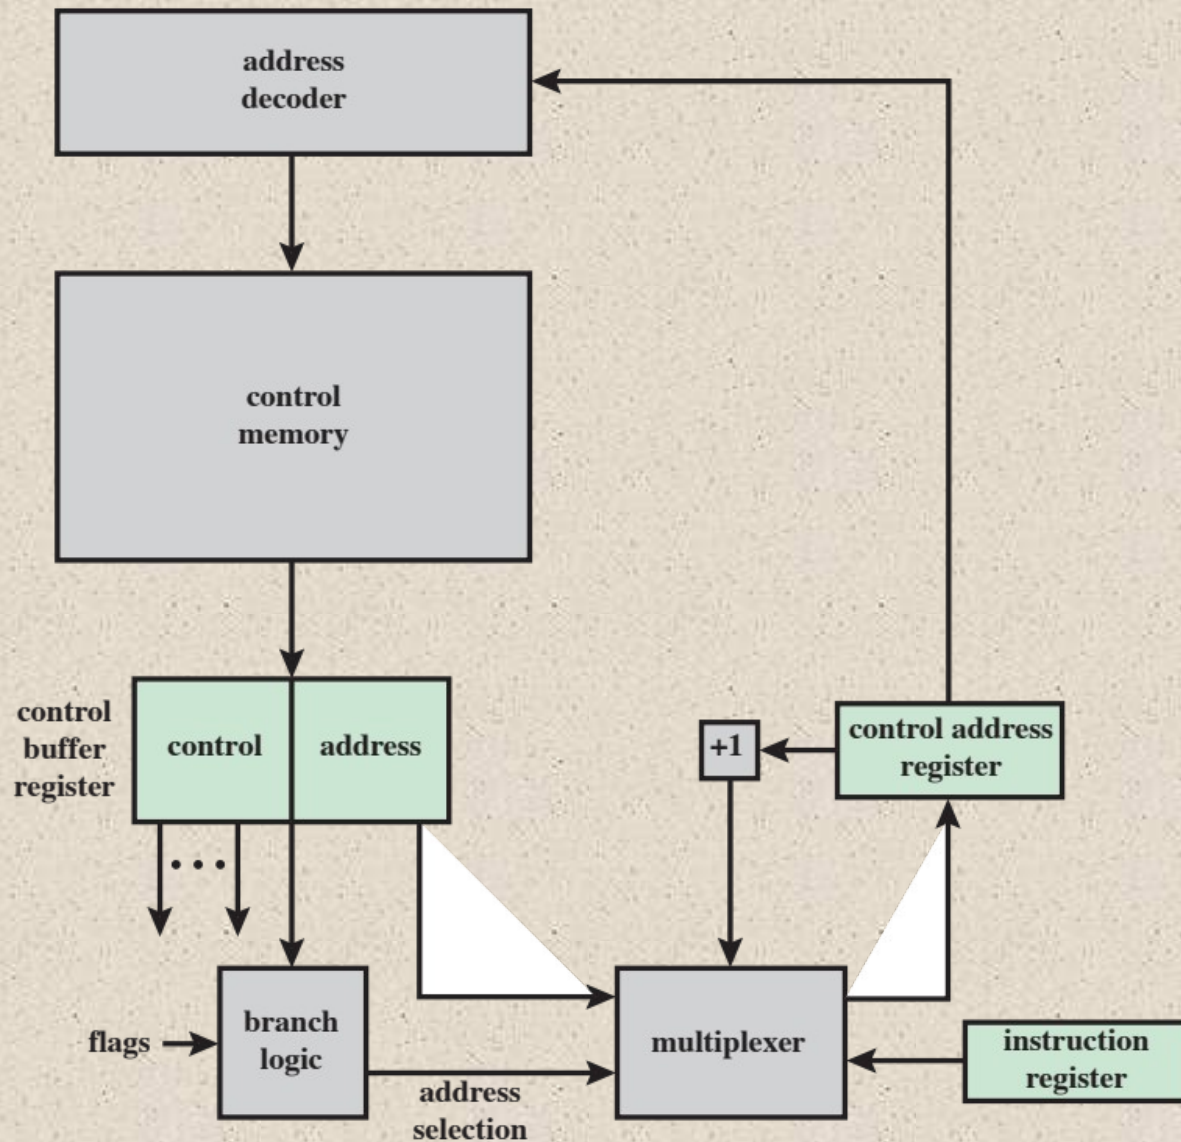 address
decoder
control
memory
control
buffer
register
control
address
+1
control address
register
flags
branch
logic
address
selection
multiplexer
instruction
register